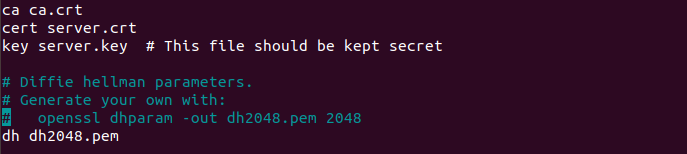 ca ca.crt
cert server.crt
key server.key  # This file should be kept secret
# Diffie hellman parameters.
# Generate your own with:
#   openssl dhparam -out dh2048.pem 2048
dh dh2048.pem